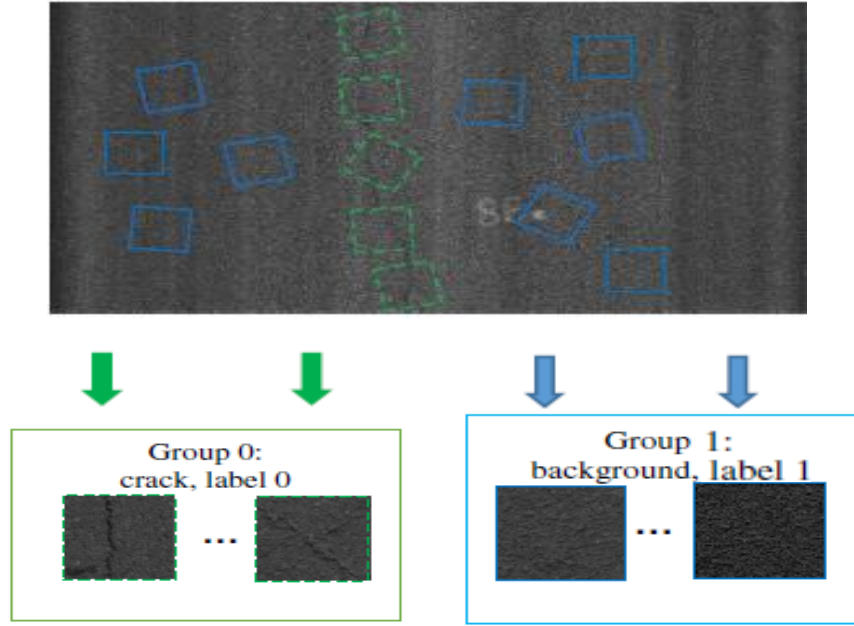 Group 0:
crack, label 0
...
Group 1:
background, label 1
...